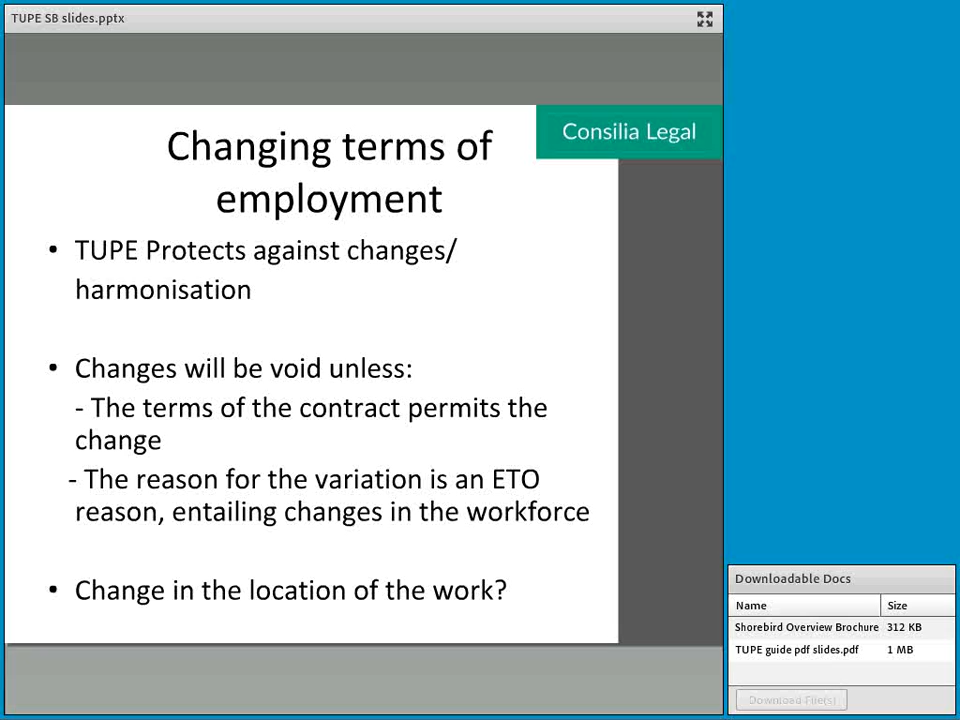 TUPE SB slides.pptx
Consilia Legal
Changing terms of
employment
• TUPE Protects against changes/
harmonisation
• Changes will be void unless:
- The terms of the contract permits the
change
- The reason for the variation is an ETO
reason, entailing changes in the workforce
• Change in the location of the work?
Downloadable Docs
Name Size
Shorebird Overview Brochure 312 KB
TUPE guide pdf slides.pdf 1 MB
Download File(s)